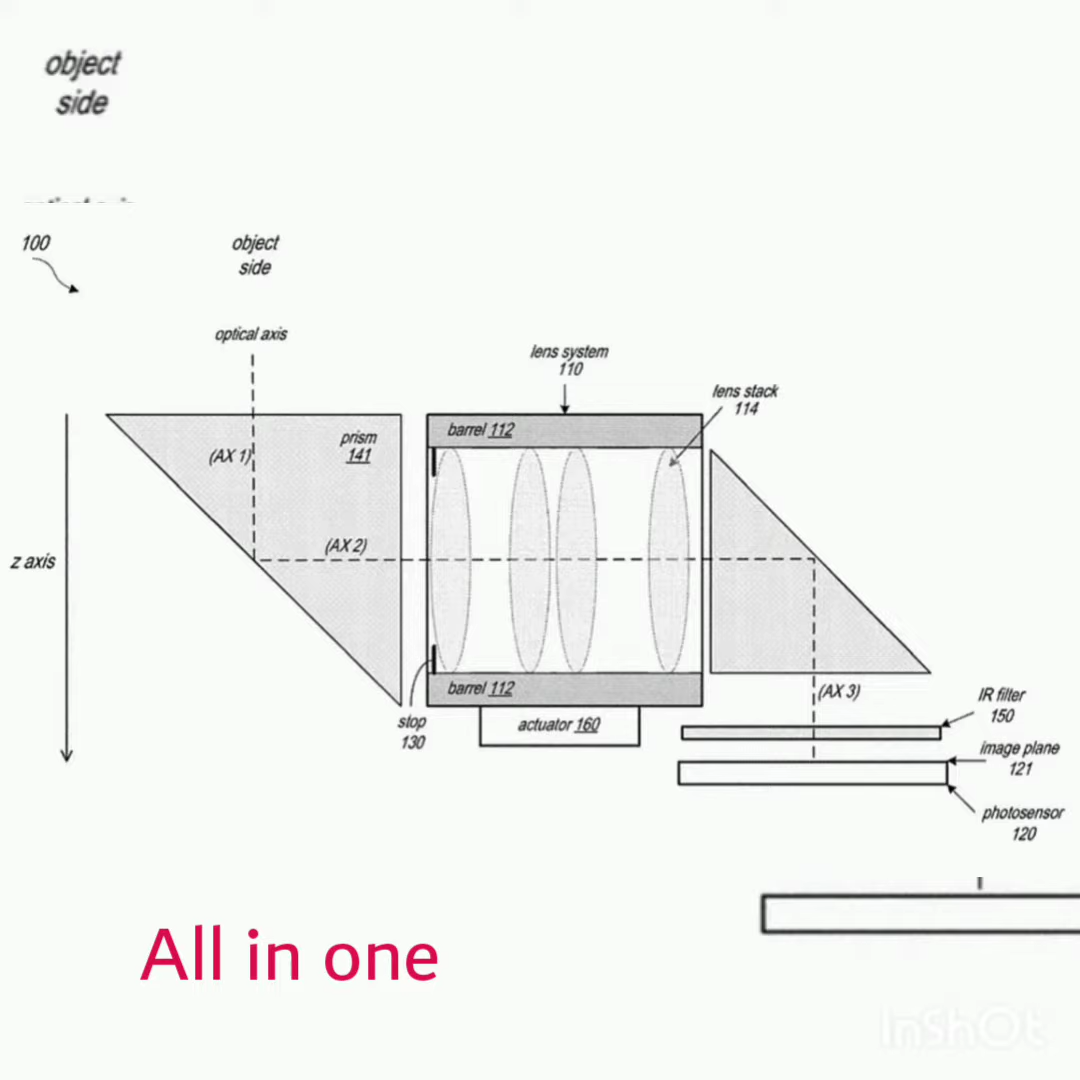 object
side
100
object
side
optical axis
lens system
110
lens stack
114
barrel 112
prism
141
(AX 1)
(AX 2)
z axis
barrel 112
(AX 3)
IR filter
150
stop
130
actuator 160
image plane
121
photosensor
120
All in one
InShOt